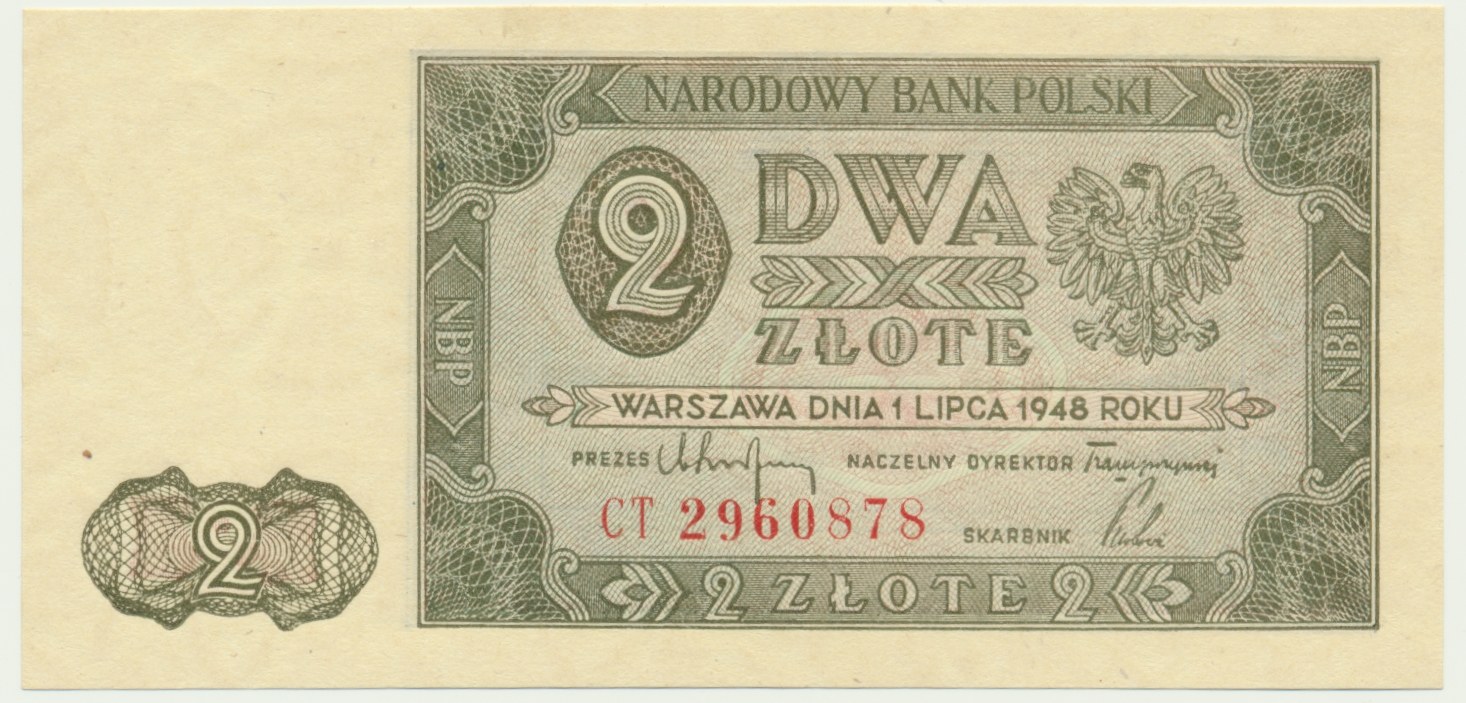 NARODOWY BANK POLSKI
2
DWA
ZŁOTE
NBP
NBP
WARSZAWA DNIA 1 LIPCA 1948 ROKU
PREZES NACZELNY DYREKTOR
CT 2960878 SKARBNIK
2
2 ZŁOTE 2